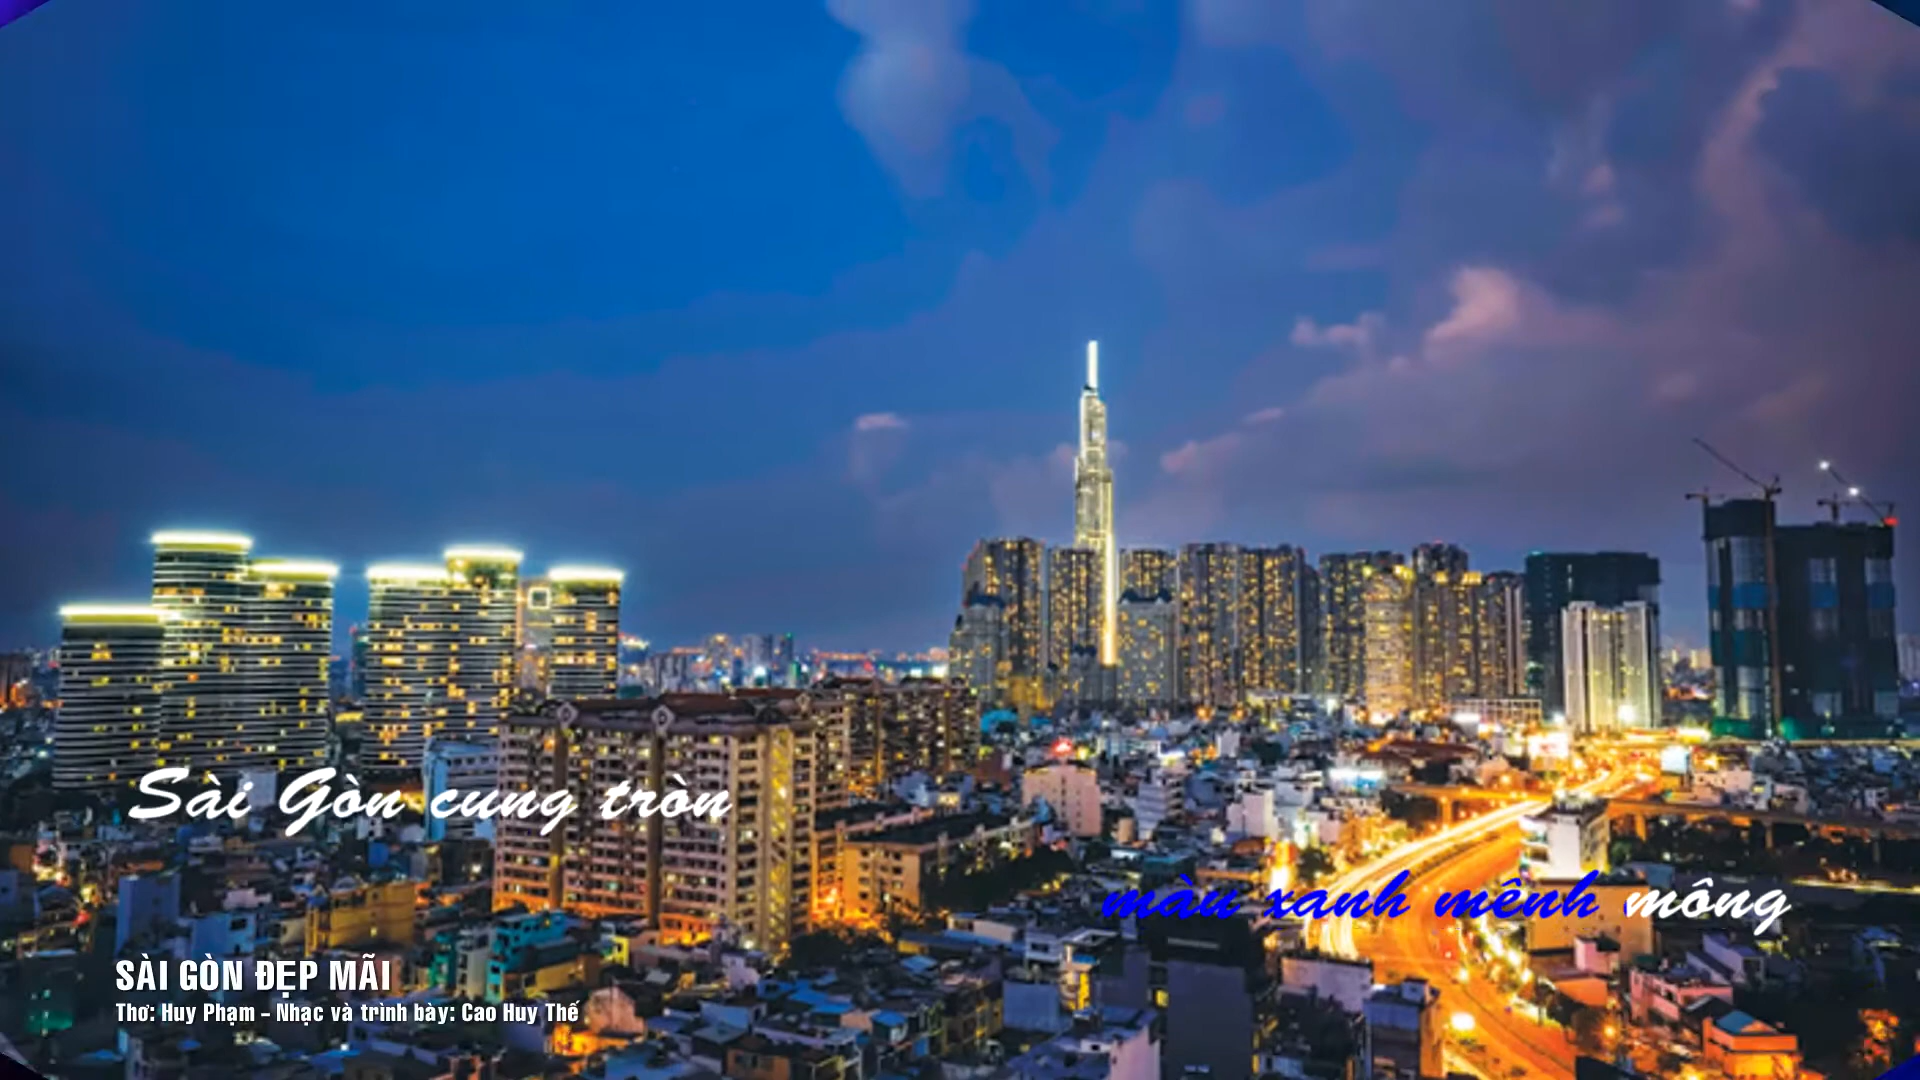 Sài Gòn cung tròn
màu xanh mênh mông
SÀI GÒN ĐẸP MÃI
Thơ: Huy Phạm - Nhạc và trình bày: Cao Huy Thế